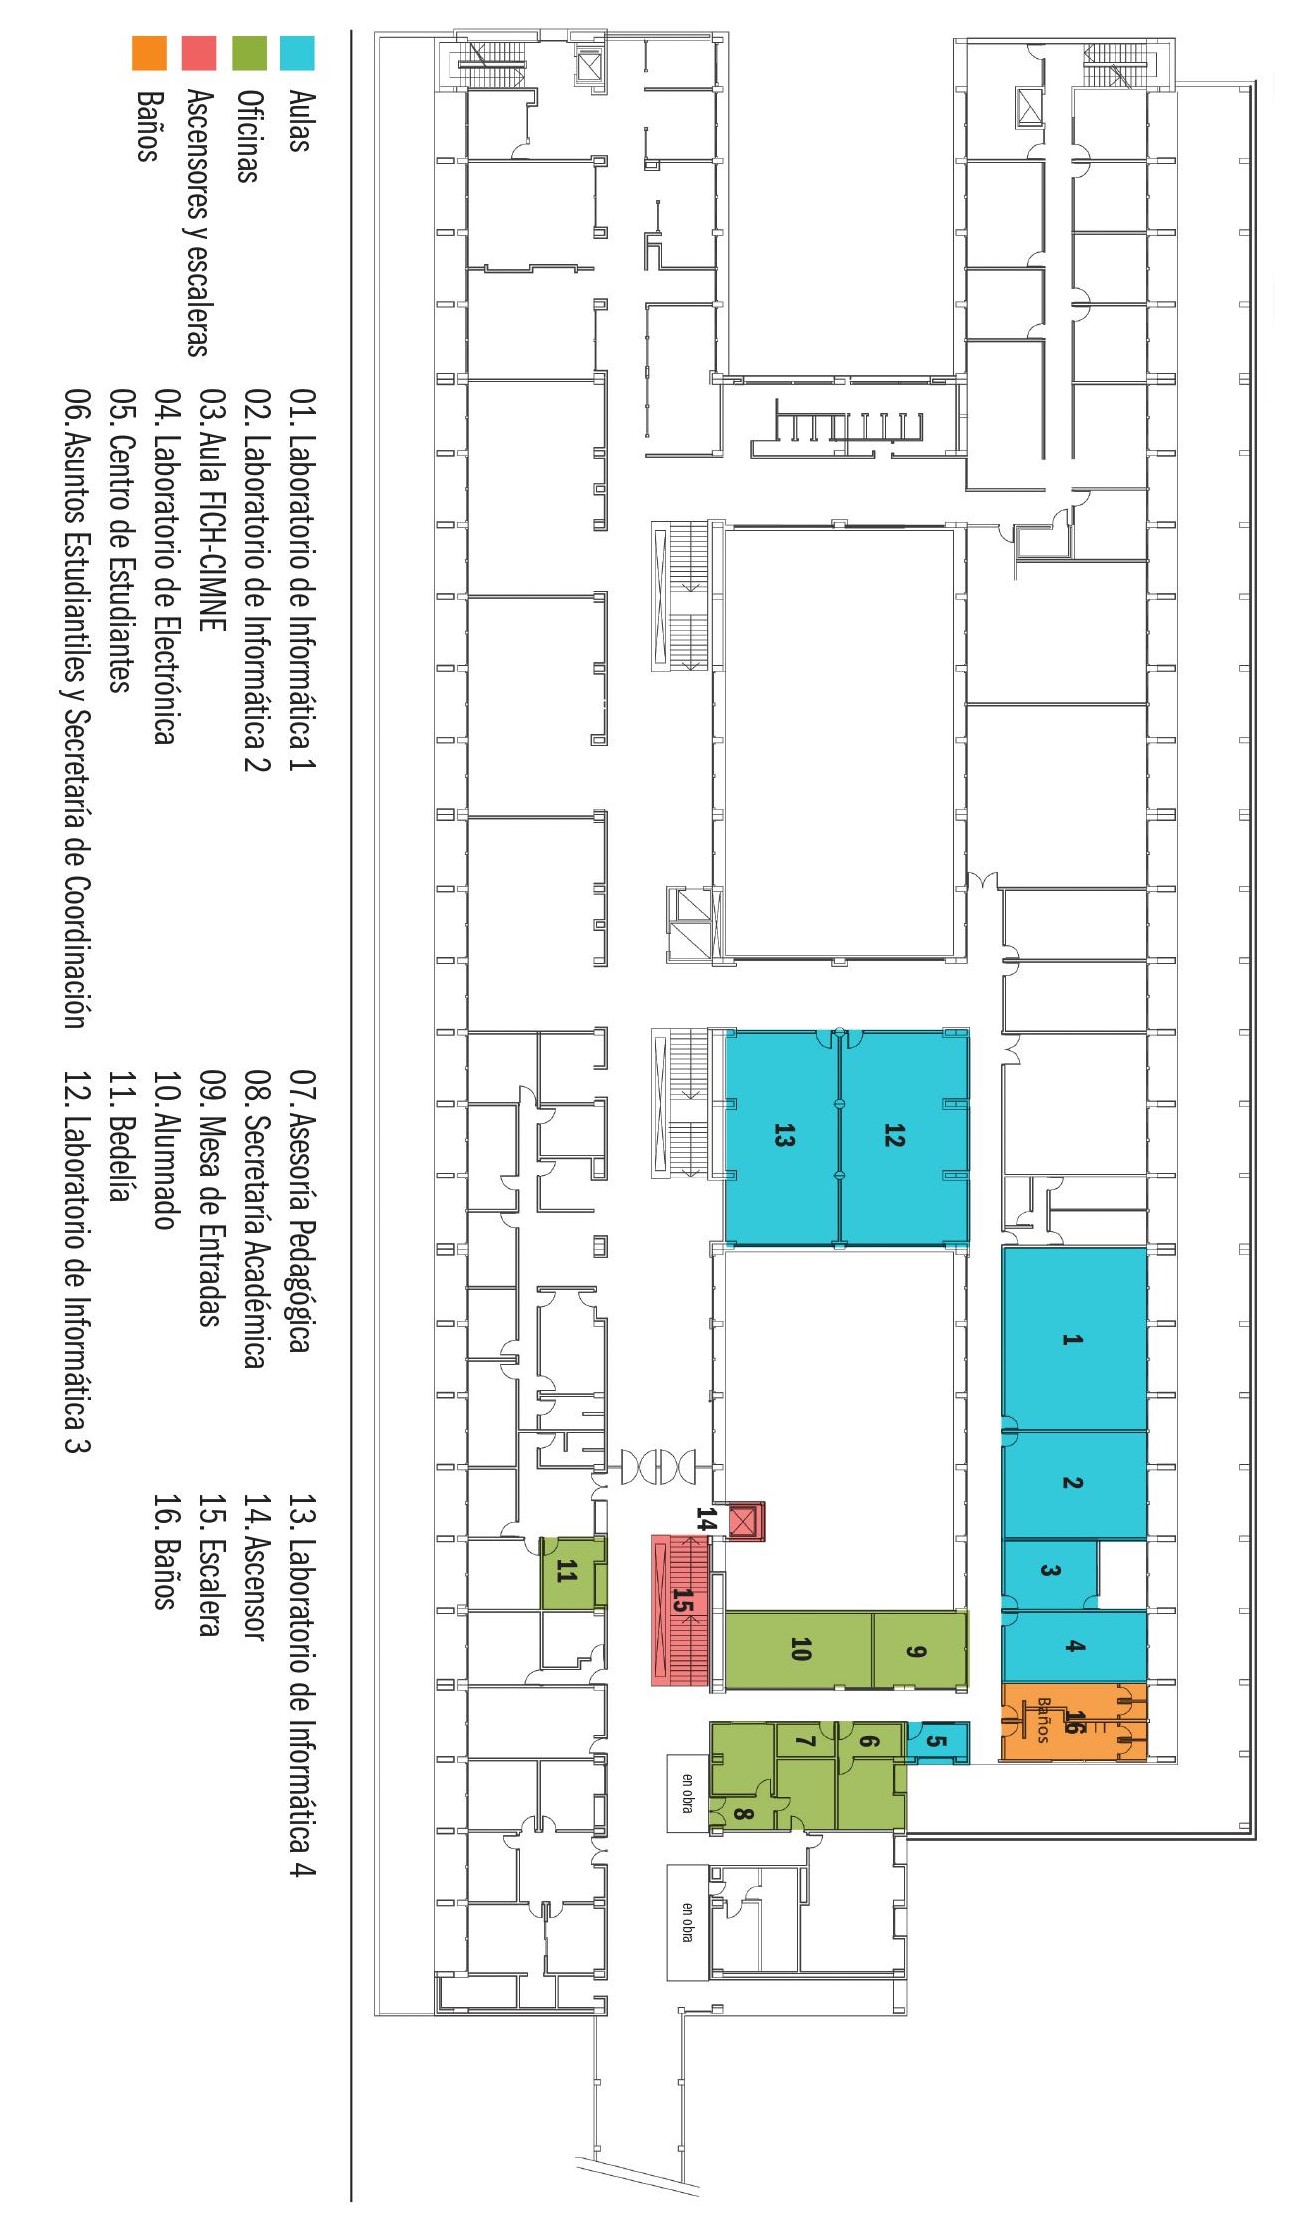 12
13
1
2
3
4
14
11
15
10
9
16
Baños
5
6
7
8
en obra
en obra
Aulas
Oficinas
Ascensores y escaleras
Baños
01. Laboratorio de Informática 1
02. Laboratorio de Informática 2
03. Aula FICH-CIMNE
04. Laboratorio de Electrónica
05. Centro de Estudiantes
06. Asuntos Estudiantiles y Secretaría de Coordinación
07. Asesoría Pedagógica
08. Secretaría Académica
09. Mesa de Entradas
10. Alumnado
11. Bedelía
12. Laboratorio de Informática 3
13. Laboratorio de Informática 4
14. Ascensor
15. Escalera
16. Baños